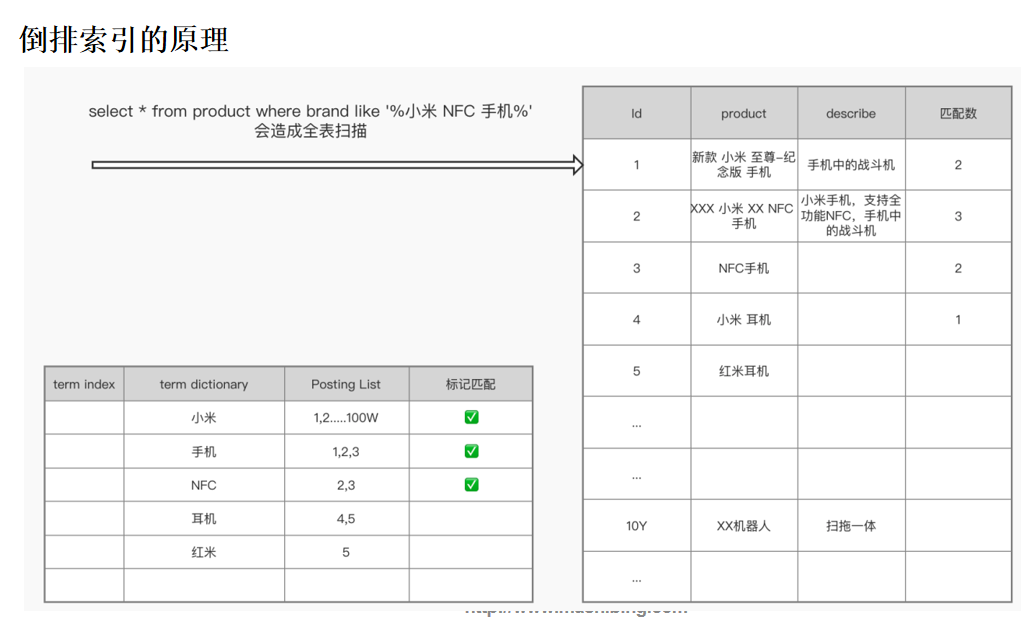 倒排索引的原理
select * from product where brand like '%小米 NFC 手机%'
会造成全表扫描
Id product describe 匹配数
1 新款 小米 至尊-纪念版 手机 手机中的战斗机 2
2 XXX 小米 XX NFC 手机 小米手机，支持全功能NFC，手机中的战斗机 3
3 NFC手机 2
4 小米 耳机 1
5 红米耳机
...
...
10Y XX机器人 扫拖一体
...
term index term dictionary Posting List 标记匹配
小米 1,2.....100W ✅
手机 1,2,3 ✅
NFC 2,3 ✅
耳机 4,5
红米 5